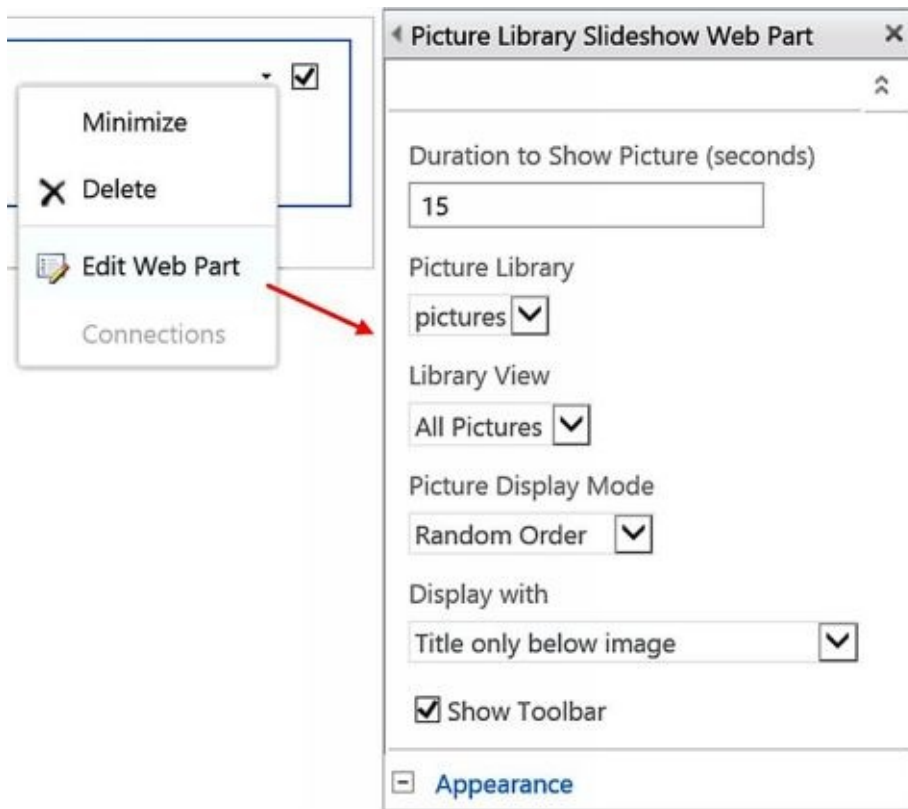 Minimize
Delete
Edit Web Part
Connections
Picture Library Slideshow Web Part
Duration to Show Picture (seconds)
15
Picture Library
pictures
Library View
All Pictures
Picture Display Mode
Random Order
Display with
Title only below image
Show Toolbar
Appearance